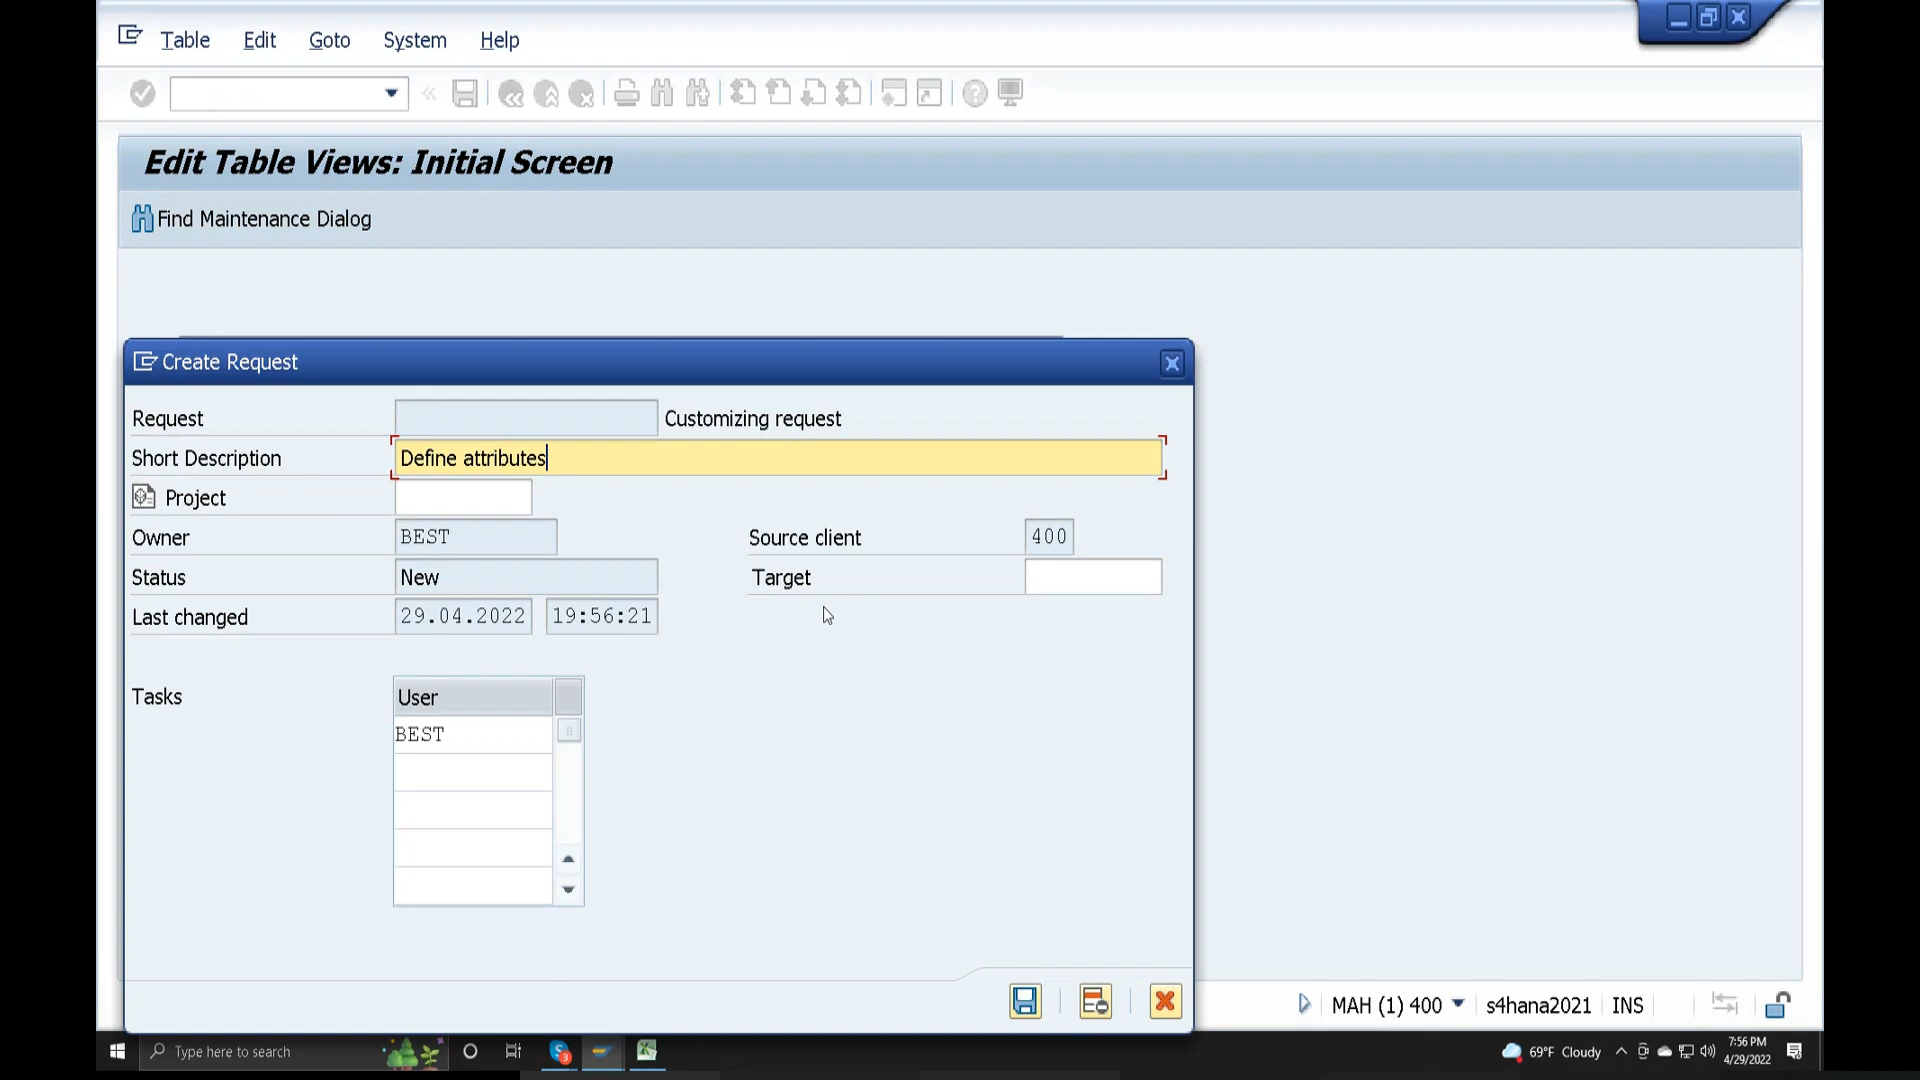 Table Edit Goto System Help
Edit Table Views: Initial Screen
Find Maintenance Dialog
Create Request
Request Customizing request
Short Description Define attributes
Project
Owner BEST Source client 400
Status New Target
Last changed 29.04.2022 19:56:21
Tasks User
BEST
MAH (1) 400 s4hana2021 INS
Type here to search 3 69°F Cloudy 7:56 PM
4/29/2022